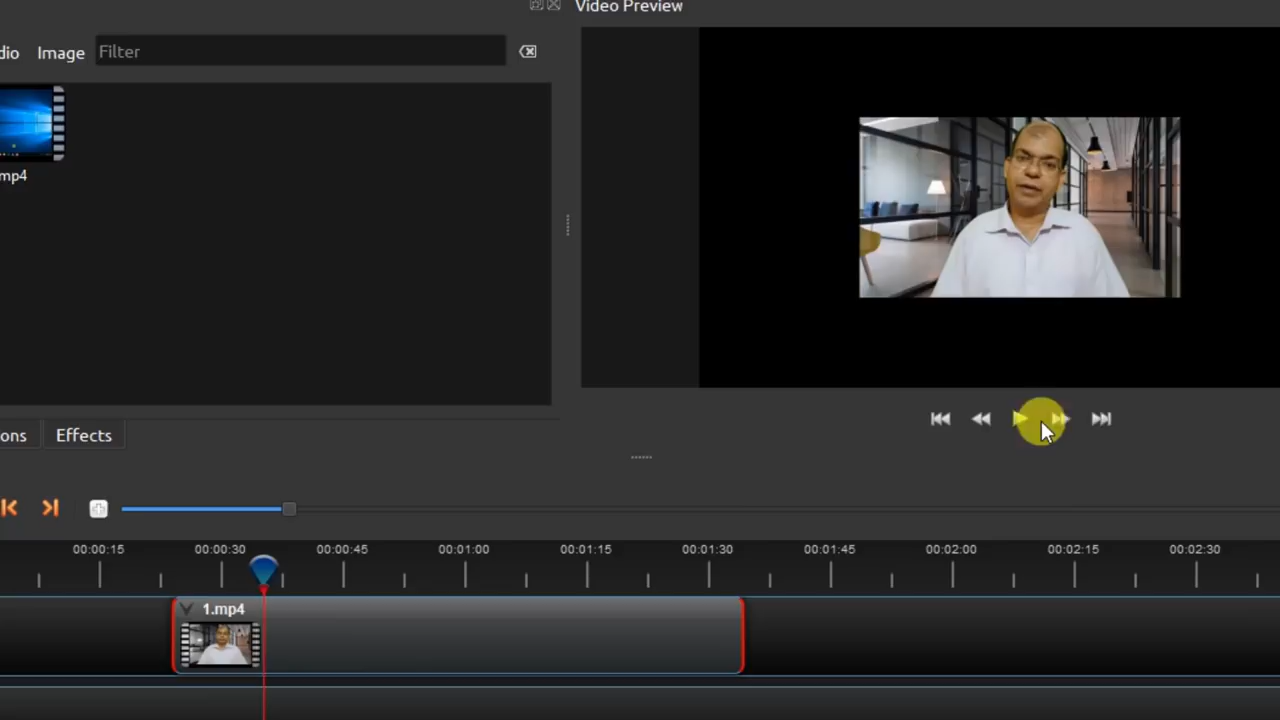 Video Preview
dio Image Filter
mp4
ons Effects
00:00:15 00:00:30 00:00:45 00:01:00 00:01:15 00:01:30 00:01:45 00:02:00 00:02:15 00:02:30
1.mp4